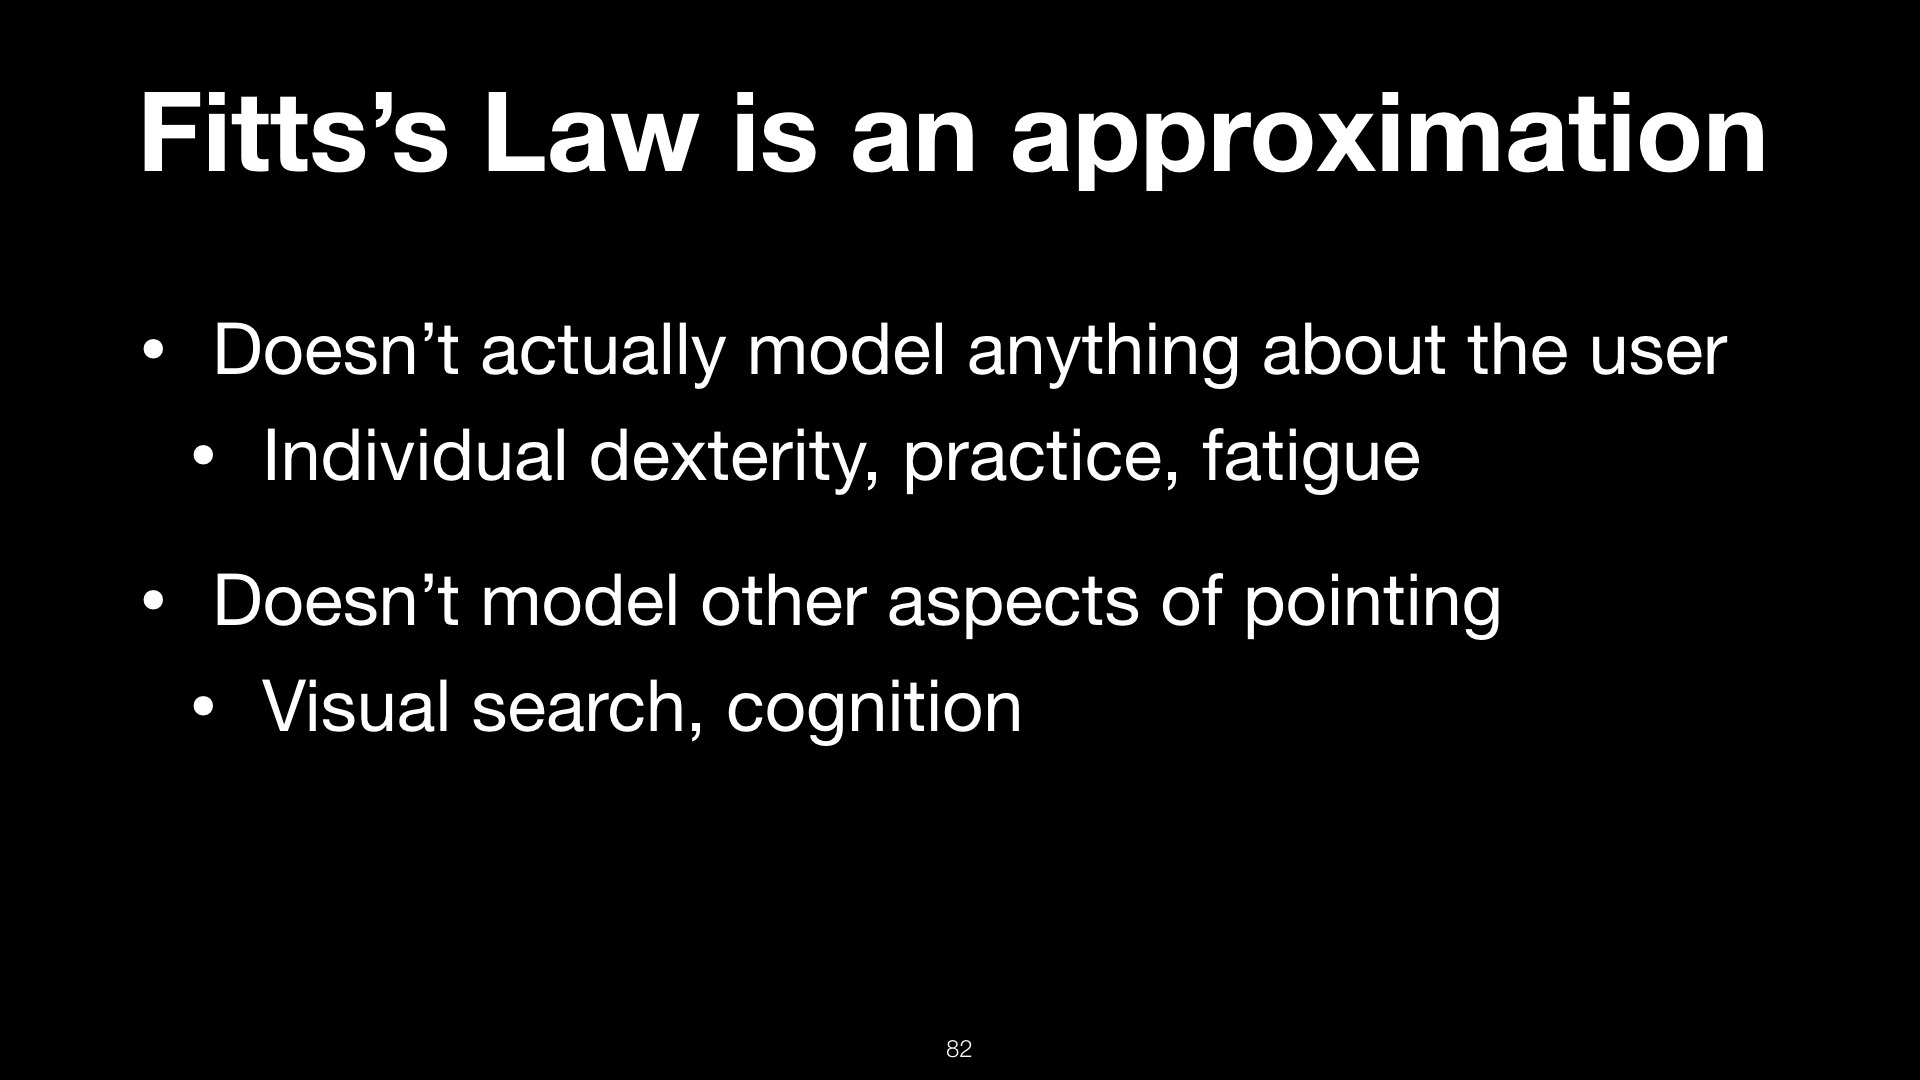 Fitts’s Law is an approximation
• Doesn’t actually model anything about the user
• Individual dexterity, practice, fatigue
• Doesn’t model other aspects of pointing
• Visual search, cognition
82